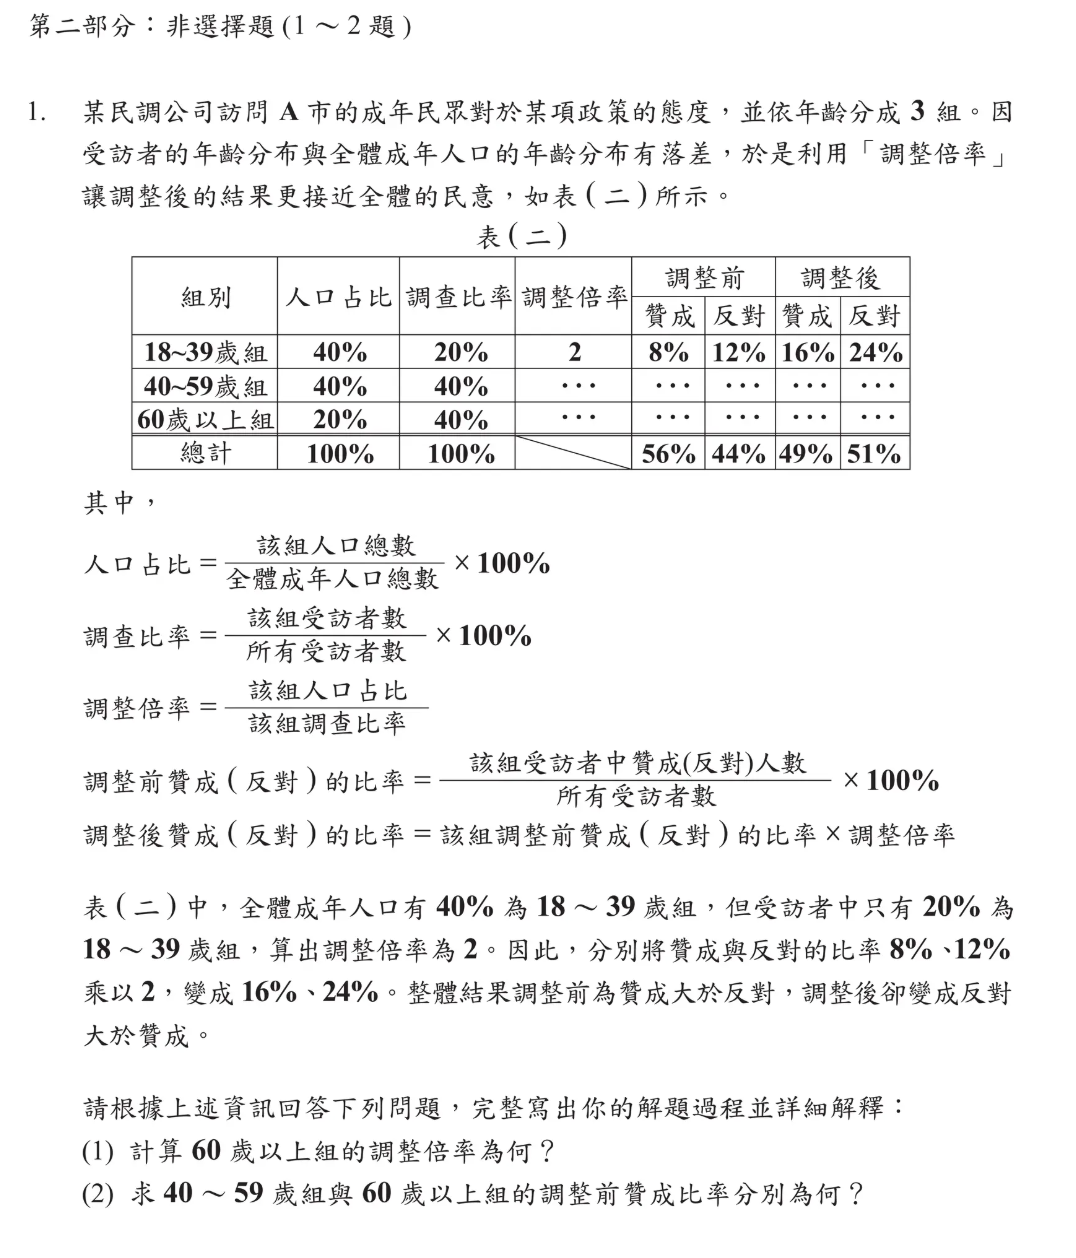 第二部分：非選擇題 (1 ～ 2 題 )
1. 某民調公司訪問 A 市的成年民眾對於某項政策的態度，並依年齡分成 3 組。因
受訪者的年齡分布與全體成年人口的年齡分布有落差，於是利用「調整倍率」
讓調整後的結果更接近全體的民意，如表 ( 二 ) 所示。
表 ( 二 )
組別 人口占比 調查比率 調整倍率 調整前 調整後
贊成 反對 贊成 反對
18~39歲組 40% 20% 2 8% 12% 16% 24%
40~59歲組 40% 40% … … … … …
60歲以上組 20% 40% … … … … …
總計 100% 100% 56% 44% 49% 51%
其中，
人口占比 = 該組人口總數 / 全體成年人口總數 × 100%
調查比率 = 該組受訪者數 / 所有受訪者數 × 100%
調整倍率 = 該組人口占比 / 該組調查比率
調整前贊成 ( 反對 ) 的比率 = 該組受訪者中贊成(反對)人數 / 所有受訪者數 × 100%
調整後贊成 ( 反對 ) 的比率 = 該組調整前贊成 ( 反對 ) 的比率 × 調整倍率
表 ( 二 ) 中，全體成年人口有 40% 為 18 ～ 39 歲組，但受訪者中只有 20% 為
18 ～ 39 歲組，算出調整倍率為 2。因此，分別將贊成與反對的比率 8%、12%
乘以 2，變成 16%、24%。整體結果調整前為贊成大於反對，調整後卻變成反對
大於贊成。
請根據上述資訊回答下列問題，完整寫出你的解題過程並詳細解釋：
(1) 計算 60 歲以上組的調整倍率為何？
(2) 求 40 ～ 59 歲組與 60 歲以上組的調整前贊成比率分別為何？